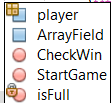 player
ArrayField
CheckWin
StartGame
isFull